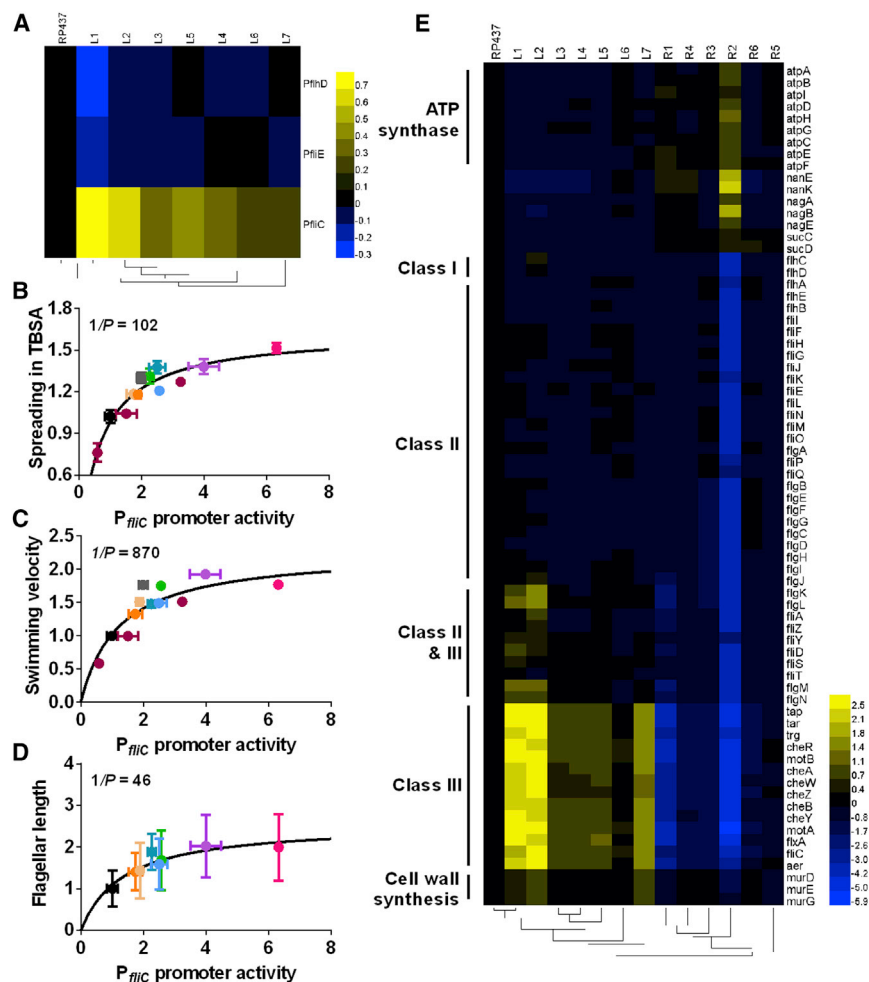 A
RP437 L1 L2 L3 L5 L4 L6 L7
PflhD
PfliE
PfliC
0.7
0.6
0.5
0.4
0.3
0.2
0.1
0
-0.1
-0.2
-0.3
B
1/P = 102
Spreading in TBSA
1.8
1.5
1.2
0.9
0.6
0 2 4 6 8
PfliC promoter activity
C
1/P = 870
Swimming velocity
2.5
2.0
1.5
1.0
0.5
0.0
0 2 4 6 8
PfliC promoter activity
D
1/P = 46
Flagellar length
4
3
2
1
0
0 2 4 6 8
PfliC promoter activity
E
RP437 L1 L2 L3 L4 L5 L6 L7 R1 R4 R3 R2 R6 R5
ATP
synthase
Class I
Class II
Class II
& III
Class III
Cell wall
synthesis
atpA
atpB
atpI
atpD
atpH
atpG
atpC
atpE
atpF
nanE
nanK
nagA
nagB
nagE
sucC
sucD
flhC
flhD
flhA
flhE
flhB
fliI
fliF
fliH
fliG
fliJ
fliK
fliE
fliL
fliN
fliM
fliO
flgA
fliP
fliQ
flgB
flgE
flgF
flgG
flgC
flgD
flgH
flgI
flgJ
flgK
flgL
fliA
fliZ
fliY
fliD
fliS
fliT
flgM
flgN
tap
tar
trg
cheR
motB
cheA
cheW
cheZ
cheB
cheY
motA
flxA
fliC
aer
murD
murE
murG
2.5
2.1
1.8
1.4
1.1
0.7
0.4
0
-0.8
-1.6
-2.5
-3.3
-4.2
-5.0
-5.9